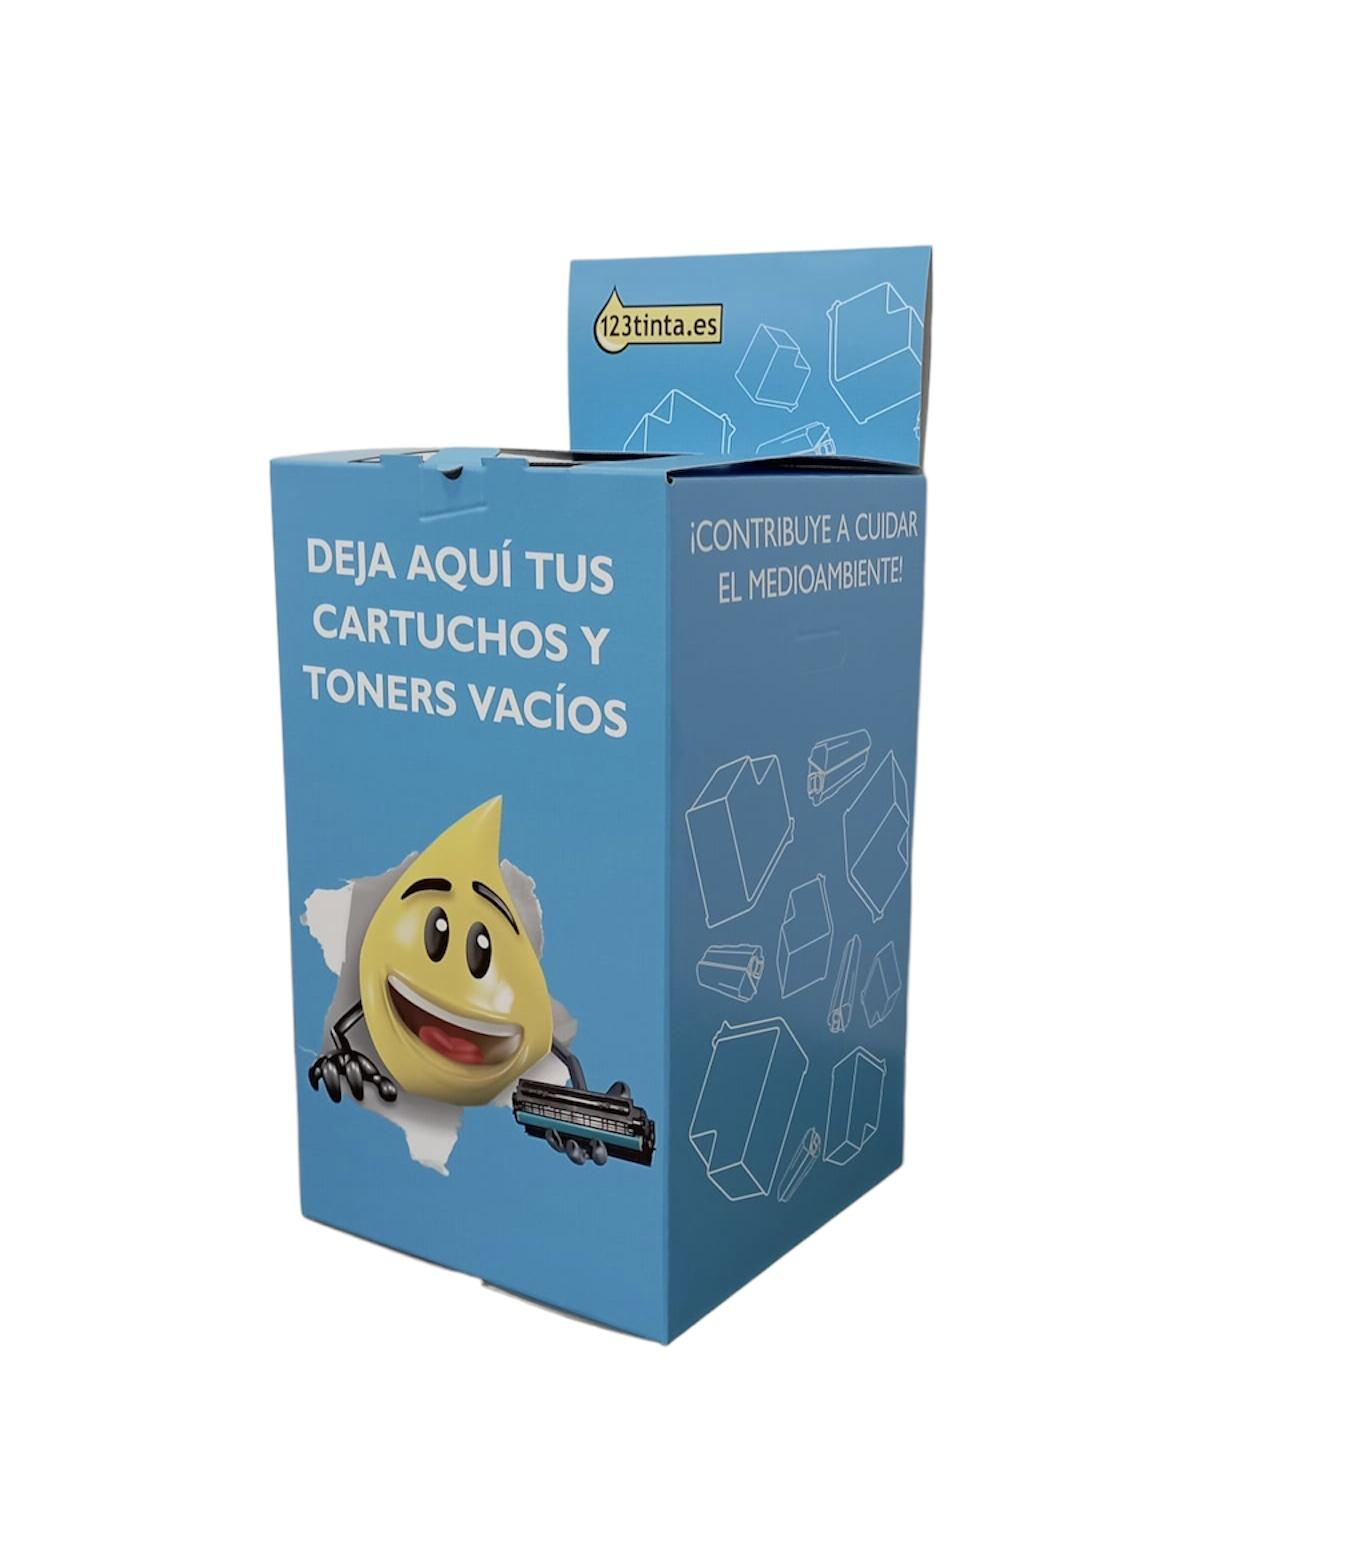 123tinta.es
DEJA AQUÍ TUS
CARTUCHOS Y
TONERS VACÍOS
¡CONTRIBUYE A CUIDAR
EL MEDIOAMBIENTE!